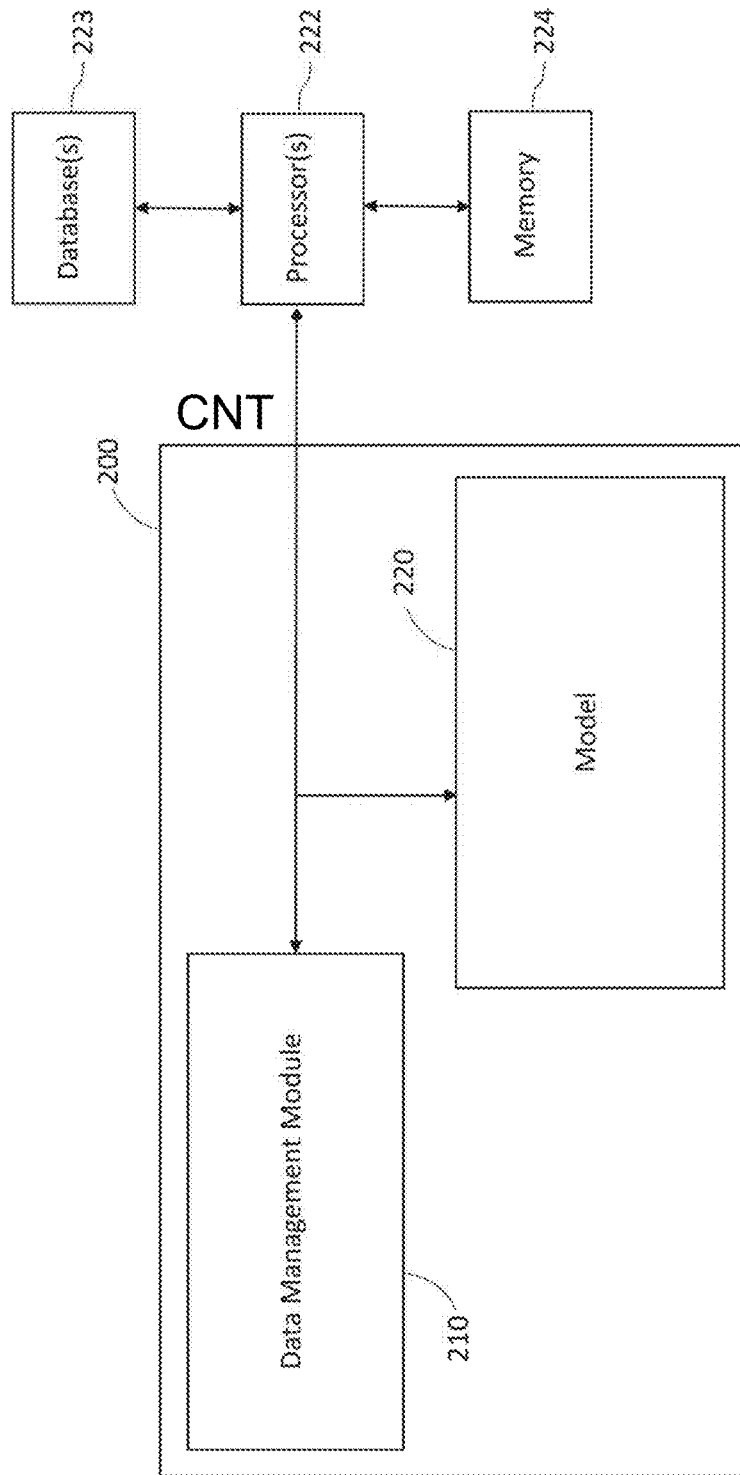 Database(s)
223
Processor(s)
222
Memory
224
CNT
200
Data Management Module
210
Model
220